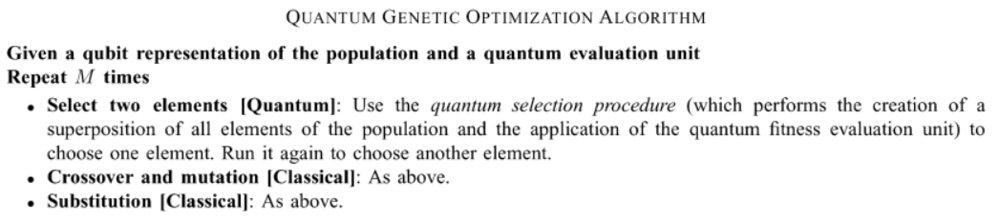 QUANTUM GENETIC OPTIMIZATION ALGORITHM
Given a qubit representation of the population and a quantum evaluation unit
Repeat M times
• Select two elements [Quantum]: Use the quantum selection procedure (which performs the creation of a
superposition of all elements of the population and the application of the quantum fitness evaluation unit) to
choose one element. Run it again to choose another element.
• Crossover and mutation [Classical]: As above.
• Substitution [Classical]: As above.